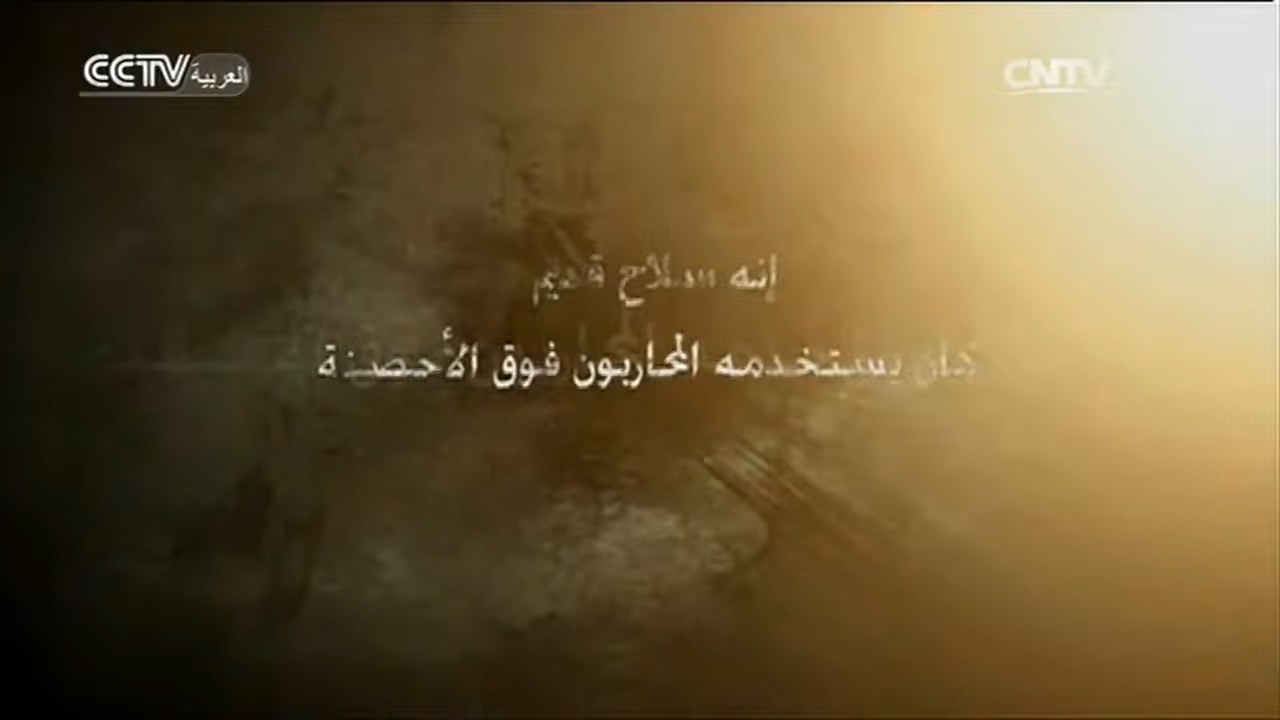 CCTV العربية
CNTV
إنه سلاح قديم
كان يستخدمه المحاربون فوق الأحصنة